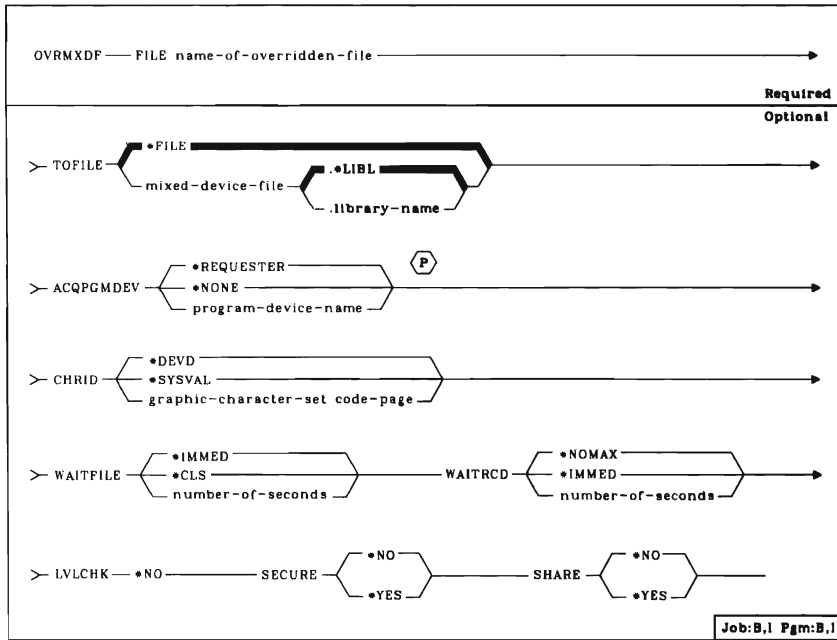 OVRMXDF FILE name-of-overridden-file
Required
Optional
*FILE
TOFILE
.*LIBL
mixed-device-file
.library-name
P
*REQUESTER
ACQPGMDEV *NONE
program-device-name
*DEVD
CHRID *SYSVAL
graphic-character-set code-page
*IMMED *NOMAX
WAITFILE *CLS WAITRCD *IMMED
number-of-seconds number-of-seconds
*NO *NO
LVLCHK *NO SECURE SHARE
*YES *YES
Job:B,I Pgm:B,I